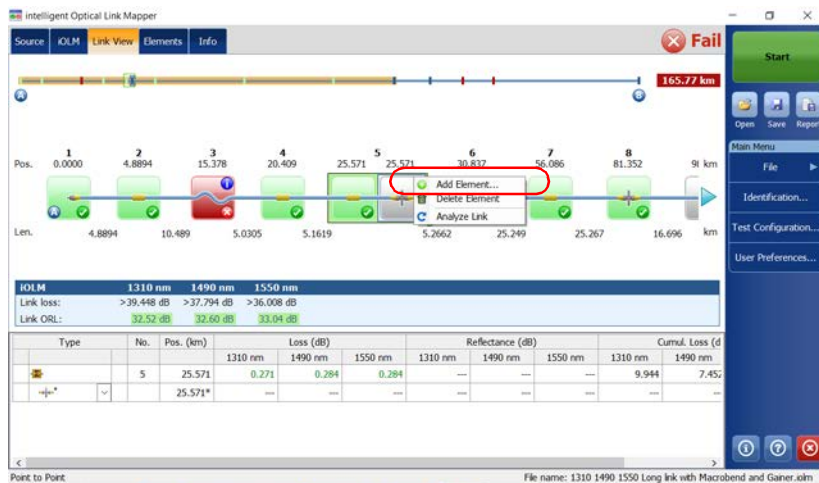 intelligent Optical Link Mapper
Source iOLM Link View Elements Info
Fail
Start
165.77 km
A B
Open Save Repor
Main Menu
File
Identification...
Test Configuration...
User Preferences...
1 2 3 4 5 6 7 8
Pos. 0.0000 4.8894 15.378 20.409 25.571 25.571 30.837 56.086 81.352 9( km
Add Element...
Delete Element
Analyze Link
A
Len. 4.8894 10.489 5.0305 5.1619 5.2662 25.249 25.267 16.696 km
iOLM 1310 nm 1490 nm 1550 nm
Link loss: >39.448 dB >37.794 dB >36.008 dB
Link ORL: 32.52 dB 32.60 dB 33.04 dB
Type No. Pos. (km) Loss (dB) Reflectance (dB) Cumul. Loss (d
1310 nm 1490 nm 1550 nm 1310 nm 1490 nm 1550 nm 1310 nm 1490 nm
5 25.571 0.271 0.284 0.284 --- --- --- 9.944 7.452
25.571* --- --- --- --- --- --- --- ---
Point to Point
File name: 1310 1490 1550 Long link with Macrobend and Gainer.iolm